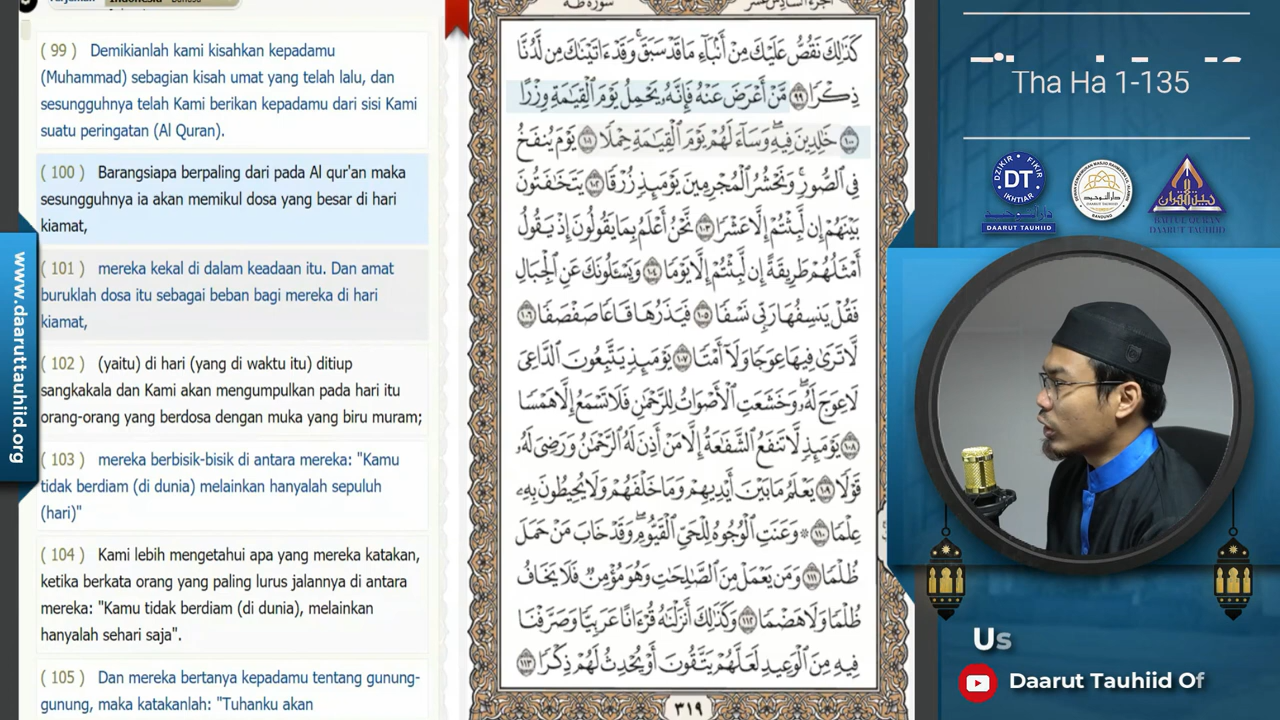 Indonesia - Bahasa
( 99 ) Demikianlah kami kisahkan kepadamu
(Muhammad) sebagian kisah umat yang telah lalu, dan
sesungguhnya telah Kami berikan kepadamu dari sisi Kami
suatu peringatan (Al Quran).
( 100 ) Barangsiapa berpaling dari pada Al qur'an maka
sesungguhnya ia akan memikul dosa yang besar di hari
kiamat,
( 101 ) mereka kekal di dalam keadaan itu. Dan amat
buruklah dosa itu sebagai beban bagi mereka di hari
kiamat,
( 102 ) (yaitu) di hari (yang di waktu itu) ditiup
sangkakala dan Kami akan mengumpulkan pada hari itu
orang-orang yang berdosa dengan muka yang biru muram;
( 103 ) mereka berbisik-bisik di antara mereka: "Kamu
tidak berdiam (di dunia) melainkan hanyalah sepuluh
(hari)"
( 104 ) Kami lebih mengetahui apa yang mereka katakan,
ketika berkata orang yang paling lurus jalannya di antara
mereka: "Kamu tidak berdiam (di dunia), melainkan
hanyalah sehari saja".
( 105 ) Dan mereka bertanya kepadamu tentang gunung-
gunung, maka katakanlah: "Tuhanku akan
www.daaruttauhiid.org
كَذَٰلِكَ نَقُصُّ عَلَيْكَ مِنْ أَنۢبَآءِ مَا قَدْ سَبَقَ ۚ وَقَدْ ءَاتَيْنَٰكَ مِن لَّدُنَّا
ذِكْرًا ٩٩ مَّنْ أَعْرَضَ عَنْهُ فَإِنَّهُۥ يَحْمِلُ يَوْمَ ٱلْقِيَٰمَةِ وِزْرًا
١٠٠ خَٰلِدِينَ فِيهِ ۖ وَسَآءَ لَهُمْ يَوْمَ ٱلْقِيَٰمَةِ حِمْلًا ١٠١ يَوْمَ يُنفَخُ
فِى ٱلصُّورِ ۚ وَنَحْشُرُ ٱلْمُجْرِمِينَ يَوْمَئِذٍ زُرْقًا ١٠٢ يَتَخَٰفَتُونَ
بَيْنَهُمْ إِن لَّبِثْتُمْ إِلَّا عَشْرًا ١٠٣ نَّحْنُ أَعْلَمُ بِمَا يَقُولُونَ إِذْ يَقُولُ
أَمْثَلُهُمْ طَرِيقَةً إِن لَّبِثْتُمْ إِلَّا يَوْمًا ١٠٤ وَيَسْـَٔلُونَكَ عَنِ ٱلْجِبَالِ
فَقُلْ يَنسِفُهَا رَبِّى نَسْفًا ١٠٥ فَيَذَرُهَا قَاعًا صَفْصَفًا ١٠٦
لَّا تَرَىٰ فِيهَا عِوَجًا وَلَآ أَمْتًا ١٠٧ يَوْمَئِذٍ يَتَّبِعُونَ ٱلدَّاعِىَ
لَا عِوَجَ لَهُۥ ۖ وَخَشَعَتِ ٱلْأَصْوَاتُ لِلرَّحْمَٰنِ فَلَا تَسْمَعُ إِلَّا هَمْسًا
١٠٨ يَوْمَئِذٍ لَّا تَنفَعُ ٱلشَّفَٰعَةُ إِلَّا مَنْ أَذِنَ لَهُ ٱلرَّحْمَٰنُ وَرَضِىَ لَهُۥ
قَوْلًا ١٠٩ يَعْلَمُ مَا بَيْنَ أَيْدِيهِمْ وَمَا خَلْفَهُمْ وَلَا يُحِيطُونَ بِهِۦ
عِلْمًا ١١٠ ۞ وَعَنَتِ ٱلْوُجُوهُ لِلْحَىِّ ٱلْقَيُّومِ ۖ وَقَدْ خَابَ مَنْ حَمَلَ
ظُلْمًا ١١١ وَمَن يَعْمَلْ مِنَ ٱلصَّٰلِحَٰتِ وَهُوَ مُؤْمِنٌ فَلَا يَخَافُ
ظُلْمًا وَلَا هَضْمًا ١١٢ وَكَذَٰلِكَ أَنزَلْنَٰهُ قُرْءَانًا عَرَبِيًّا وَصَرَّفْنَا
فِيهِ مِنَ ٱلْوَعِيدِ لَعَلَّهُمْ يَتَّقُونَ أَوْ يُحْدِثُ لَهُمْ ذِكْرًا ١١٣
٣١٩
Tha Ha 1-135
DZIKIR FIKIR
DT
IKHTIAR
DAARUT TAUHIID
BANDUNG
BAITUL QUR'AN
DAARUT TAUHIID
Us
Daarut Tauhiid Of